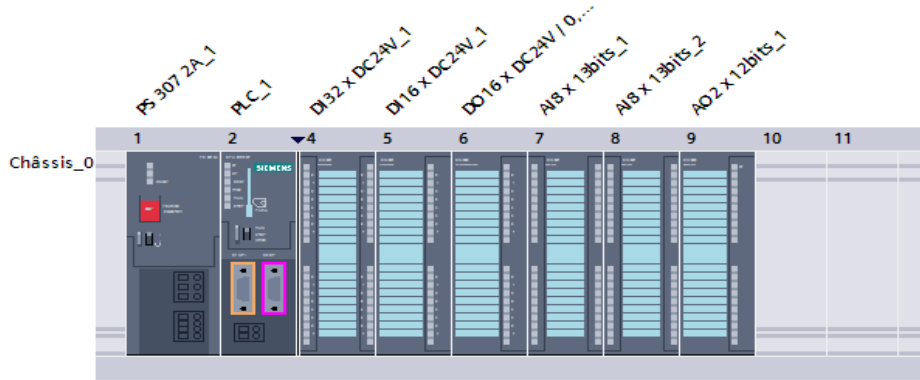 PS 307 2A_1
PLC_1
DI32 x DC24V_1
DI16 x DC24V_1
DO16 x DC24V / 0,...
AI8 x 13bits_1
AI8 x 13bits_2
AO2 x 12bits_1
1
2
4
5
6
7
8
9
10
11
Châssis_0
SIEMENS